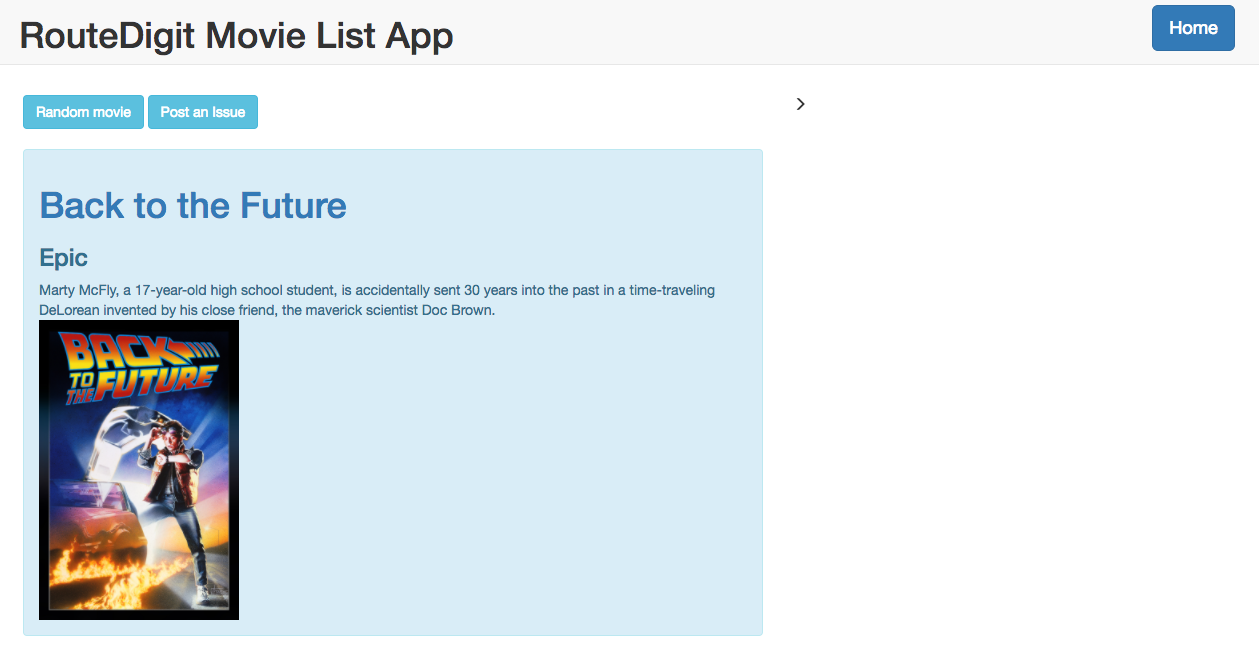 RouteDigit Movie List App
Home
Random movie
Post an Issue
>
Back to the Future
Epic
Marty McFly, a 17-year-old high school student, is accidentally sent 30 years into the past in a time-traveling
DeLorean invented by his close friend, the maverick scientist Doc Brown.
BACK
TO
THE FUTURE